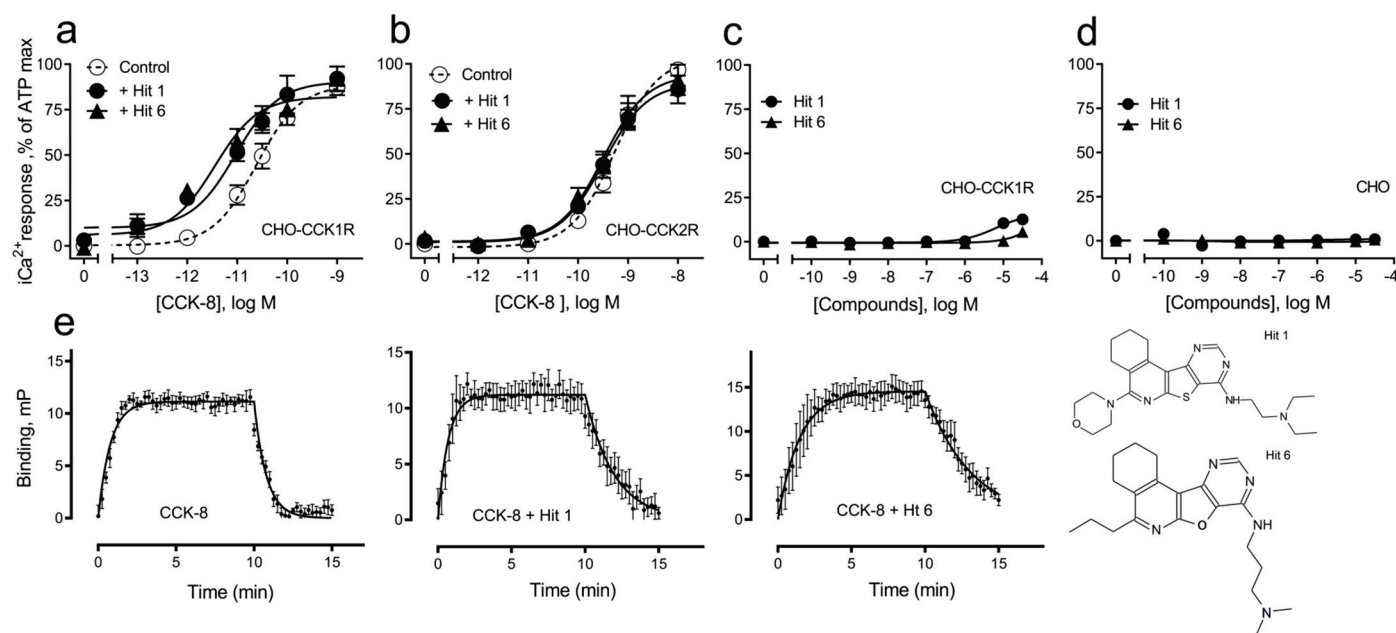 a
iCa2+ response, % of ATP max
100
75
50
25
0
Control
+ Hit 1
+ Hit 6
CHO-CCK1R
0 -13 -12 -11 -10 -9
[CCK-8], log M
b
100
75
50
25
0
Control
+ Hit 1
+ Hit 6
CHO-CCK2R
0 -12 -11 -10 -9 -8
[CCK-8 ], log M
c
100
75
50
25
0
Hit 1
Hit 6
CHO-CCK1R
0 -10 -9 -8 -7 -6 -5 -4
[Compounds], log M
d
100
75
50
25
0
Hit 1
Hit 6
CHO
0 -10 -9 -8 -7 -6 -5 -4
[Compounds], log M
e
Binding, mP
15
10
5
0
CCK-8
0 5 10 15
Time (min)
15
10
5
0
CCK-8 + Hit 1
0 5 10 15
Time (min)
20
15
10
5
0
CCK-8 + Ht 6
0 5 10 15
Time (min)
Hit 1
N
N
N
N
S
NH
N
O
Hit 6
N
N
N
O
NH
N